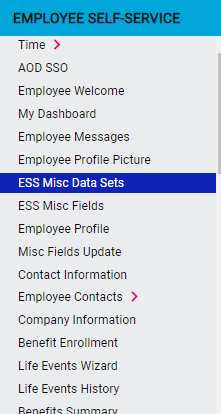 EMPLOYEE SELF-SERVICE
Time
AOD SSO
Employee Welcome
My Dashboard
Employee Messages
Employee Profile Picture
ESS Misc Data Sets
ESS Misc Fields
Employee Profile
Misc Fields Update
Contact Information
Employee Contacts
Company Information
Benefit Enrollment
Life Events Wizard
Life Events History
Benefits Summary